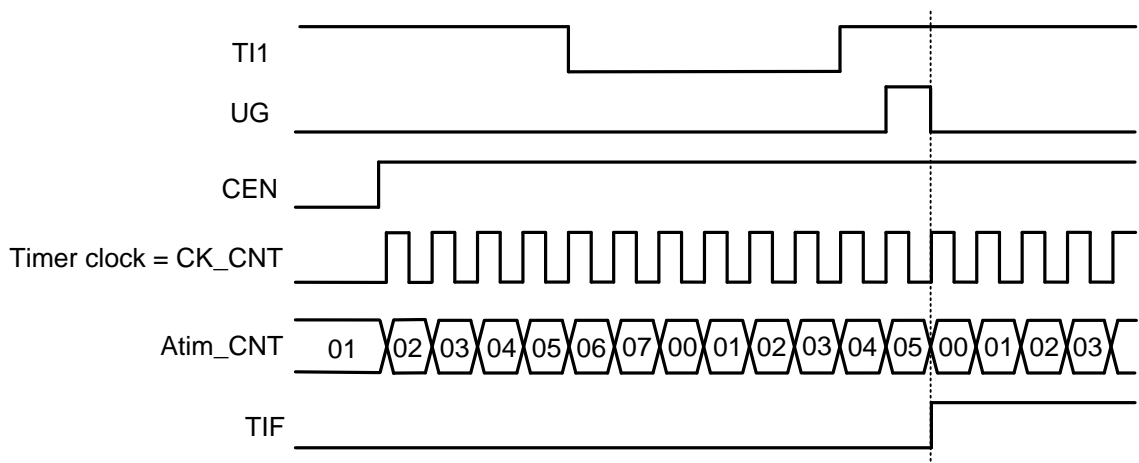 TI1
UG
CEN
Timer clock = CK_CNT
Atim_CNT 01 02 03 04 05 06 07 00 01 02 03 04 05 00 01 02 03
TIF